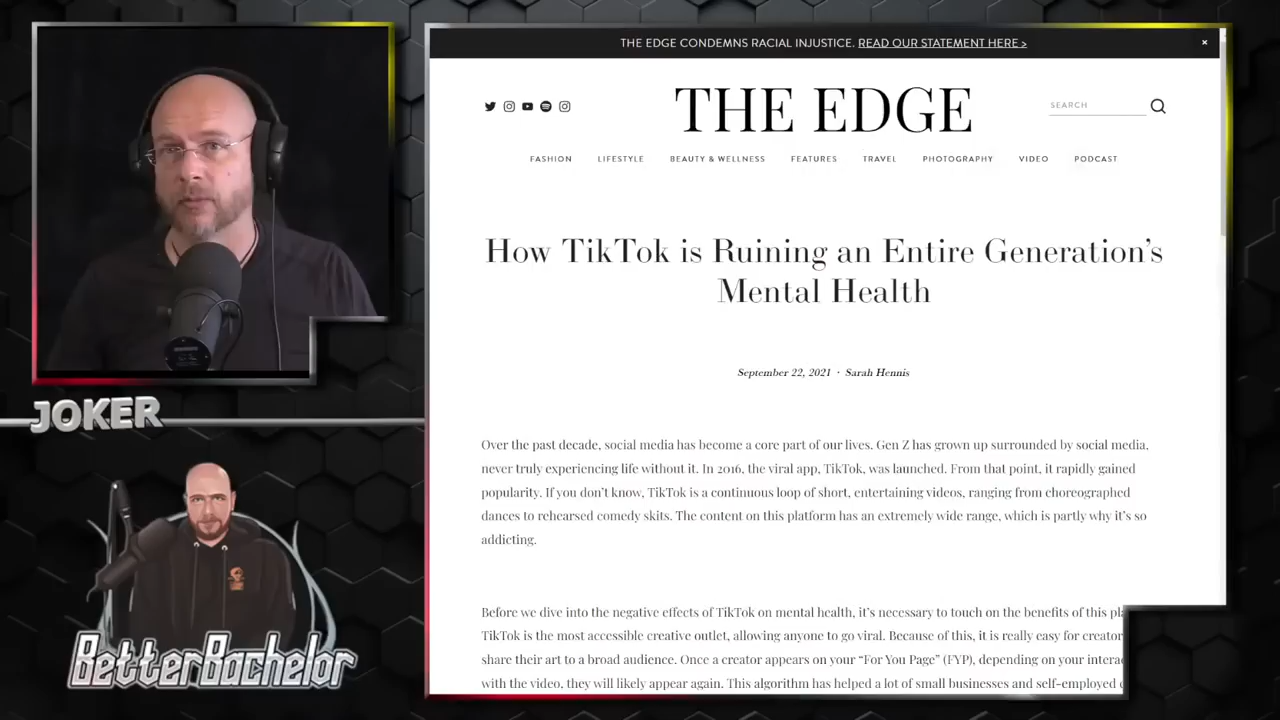 THE EDGE CONDEMNS RACIAL INJUSTICE. READ OUR STATEMENT HERE >
THE EDGE
SEARCH
FASHION LIFESTYLE BEAUTY & WELLNESS FEATURES TRAVEL PHOTOGRAPHY VIDEO PODCAST
How TikTok is Ruining an Entire Generation’s
Mental Health
September 22, 2021 · Sarah Hennis
Over the past decade, social media has become a core part of our lives. Gen Z has grown up surrounded by social media,
never truly experiencing life without it. In 2016, the viral app, TikTok, was launched. From that point, it rapidly gained
popularity. If you don’t know, TikTok is a continuous loop of short, entertaining videos, ranging from choreographed
dances to rehearsed comedy skits. The content on this platform has an extremely wide range, which is partly why it’s so
addicting.
Before we dive into the negative effects of TikTok on mental health, it’s necessary to touch on the benefits of this
TikTok is the most accessible creative outlet, allowing anyone to go viral. Because of this, it is really easy for creator
share their art to a broad audience. Once a creator appears on your “For You Page” (FYP), depending on your
with the video, they will likely appear again. This algorithm has helped a lot of small businesses and self-employed
JOKER
BetterBachelor